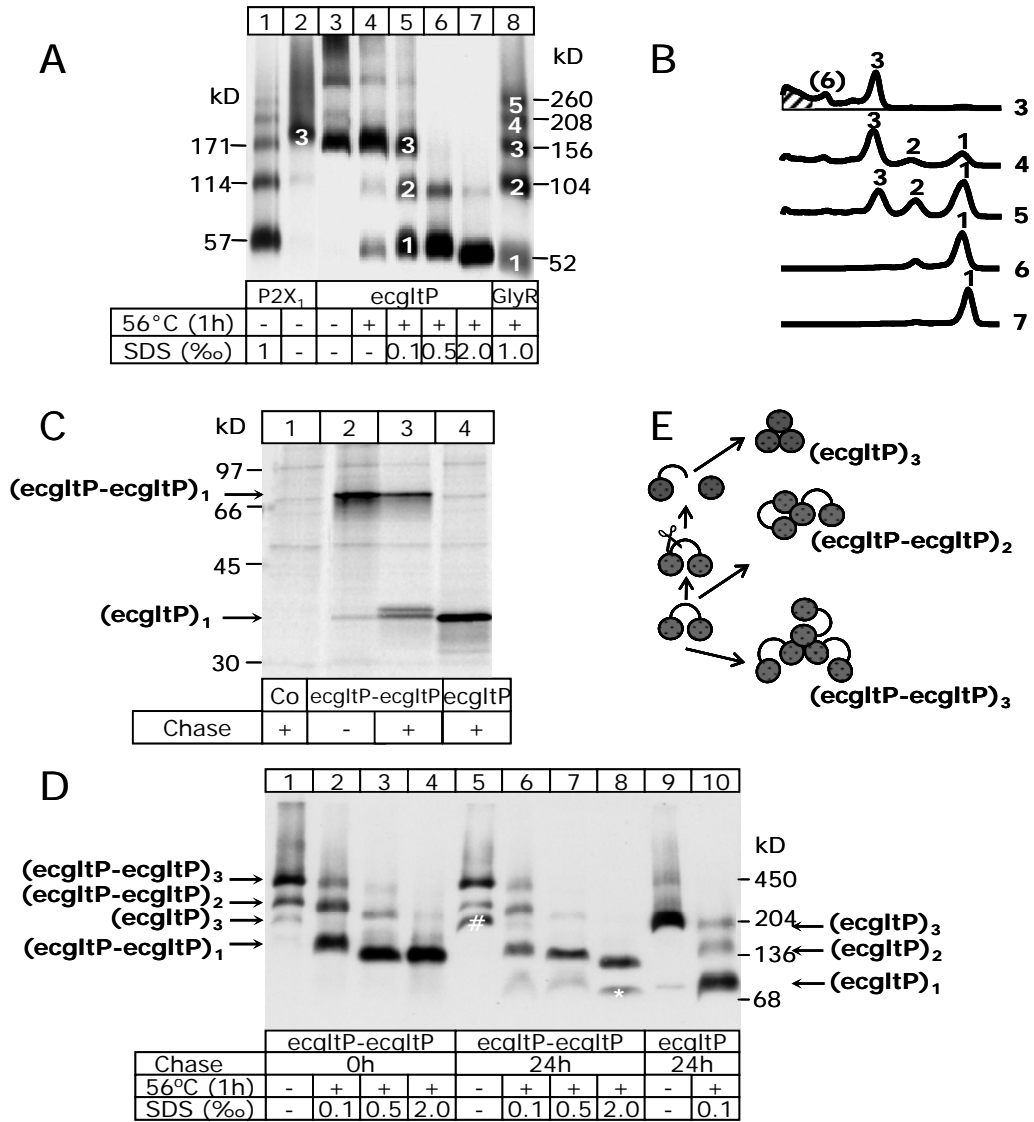 A
1 2 3 4 5 6 7 8
kD
kD
171
114
57
260
208
156
104
52
3
3
2
1
5
4
3
2
1
P2X₁ ecgltP GlyR
56°C (1h) - - - + + + + +
SDS (‰) 1 - - - 0.1 0.5 2.0 1.0
B
(6) 3 3
3 2 1 4
3 2 1 5
1 6
1 7
C
kD
1 2 3 4
97
(ecgltP-ecgltP)₁
66
45
(ecgltP)₁
30
Co ecgltP-ecgltP ecgltP
Chase + - + +
E
(ecgltP)₃
(ecgltP-ecgltP)₂
(ecgltP-ecgltP)₃
D
1 2 3 4 5 6 7 8 9 10
kD
(ecgltP-ecgltP)₃
(ecgltP-ecgltP)₂
(ecgltP)₃
(ecgltP-ecgltP)₁
450
204
136
68
(ecgltP)₃
(ecgltP)₂
(ecgltP)₁
#
*
ecgltP-ecgltP ecgltP-ecgltP ecgltP
Chase 0h 24h 24h
56°C (1h) - + + + - + + + - +
SDS (‰) - 0.1 0.5 2.0 - 0.1 0.5 2.0 - 0.1